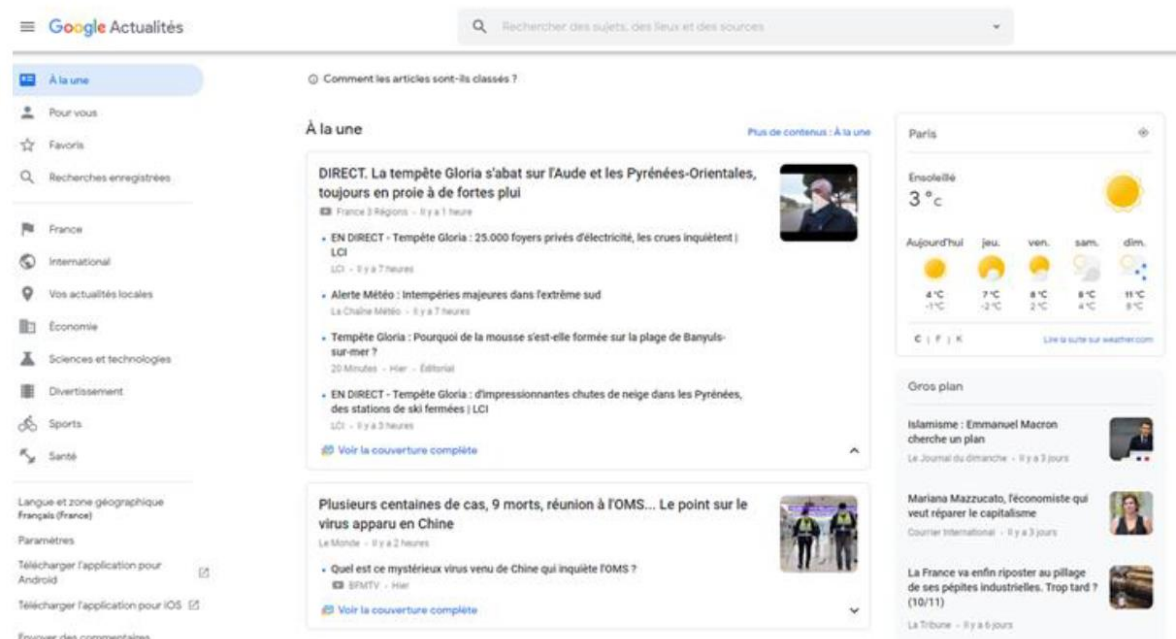 Google Actualités
Rechercher des sujets, des lieux et des sources
À la une
Pour vous
Favoris
Recherches enregistrées
France
International
Vos actualités locales
Économie
Sciences et technologies
Divertissement
Sports
Santé
Langue et zone géographique
Français (France)
Paramètres
Télécharger l'application pour
Android
Télécharger l'application pour iOS
Envoyer des commentaires
Comment les articles sont-ils classés ?
À la une
Plus de contenus : À la une
DIRECT. La tempête Gloria s'abat sur l'Aude et les Pyrénées-Orientales,
toujours en proie à de fortes plui
France 3 Régions - Il y a 1 heure
• EN DIRECT - Tempête Gloria : 25.000 foyers privés d'électricité, les crues inquiètent |
LCI
LCI - Il y a 7 heures
• Alerte Météo : Intempéries majeures dans l'extrême sud
La Chaîne Météo - Il y a 7 heures
• Tempête Gloria : Pourquoi de la mousse s'est-elle formée sur la plage de Banyuls-
sur-mer ?
20 Minutes - Hier - Éditorial
• EN DIRECT - Tempête Gloria : d'impressionnantes chutes de neige dans les Pyrénées,
des stations de ski fermées | LCI
LCI - Il y a 3 heures
Voir la couverture complète
Plusieurs centaines de cas, 9 morts, réunion à l'OMS... Le point sur le
virus apparu en Chine
Le Monde - Il y a 2 heures
• Quel est ce mystérieux virus venu de Chine qui inquiète l'OMS ?
BFMTV - Hier
Voir la couverture complète
Paris
Ensoleillé
3 °C
Aujourd'hui jeu. ven. sam. dim.
4 °C 7 °C 8 °C 8 °C 11 °C
-1 °C -2 °C 2 °C 4 °C
C | F | K
Lire la suite sur weather.com
Gros plan
Islamisme : Emmanuel Macron
cherche un plan
Le Journal du dimanche - Il y a 3 jours
Mariana Mazzucato, l'économiste qui
veut réparer le capitalisme
Courrier International - Il y a 3 jours
La France va enfin riposter au pillage
de ses pépites industrielles. Trop tard ?
(10/11)
La Tribune - Il y a 6 jours